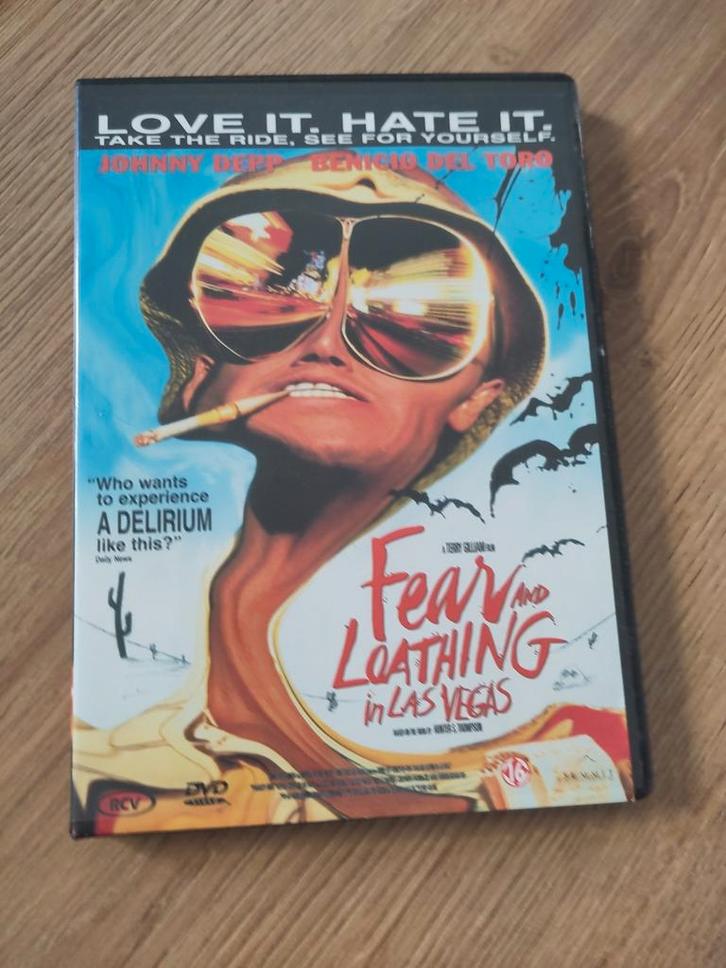 LOVE IT. HATE IT.
TAKE THE RIDE, SEE FOR YOURSELF.
JOHNNY DEPP BENICIO DEL TORO
"Who wants
to experience
A DELIRIUM
like this?"
Daily News
A TERRY GILLIAM FILM
Fear AND
LOATHING
in LAS VEGAS
BASED ON THE BOOK BY HUNTER S. THOMPSON
RCV
DVD
VIDEO
16